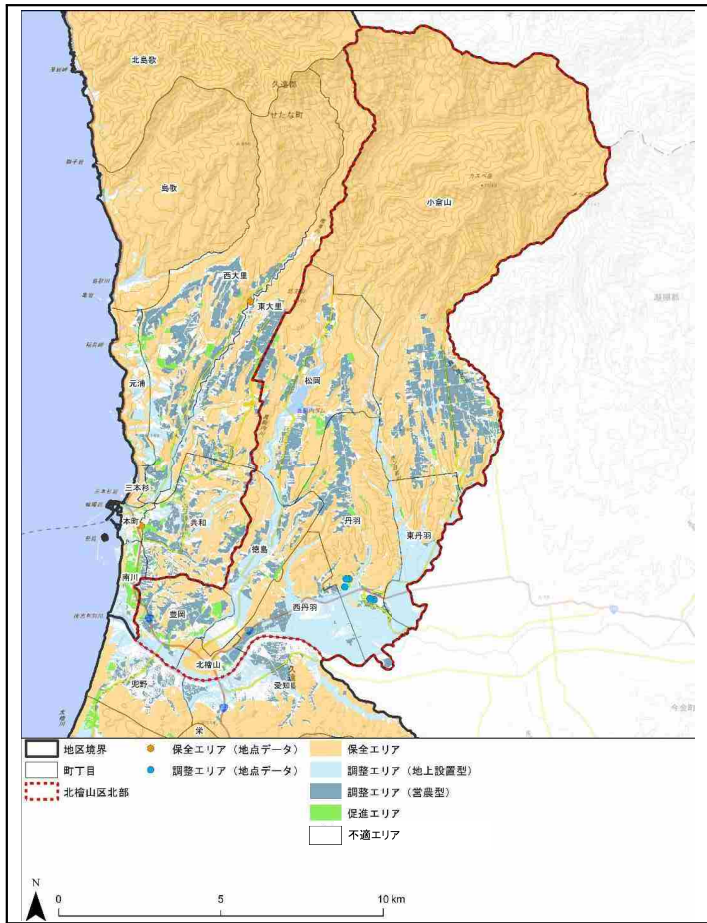 北島歌
久遠郡
せたな町
島歌
小倉山
西大里
東大里
元浦
松岡
三本杉
本町
共和
徳島
丹羽
東丹羽
南川
豊岡
西丹羽
北檜山
兜野
愛知
栄
今金町
地区境界
町丁目
北檜山区北部
保全エリア（地点データ）
調整エリア（地点データ）
保全エリア
調整エリア（地上設置型）
調整エリア（営農型）
促進エリア
不適エリア
N
0 5 10 km